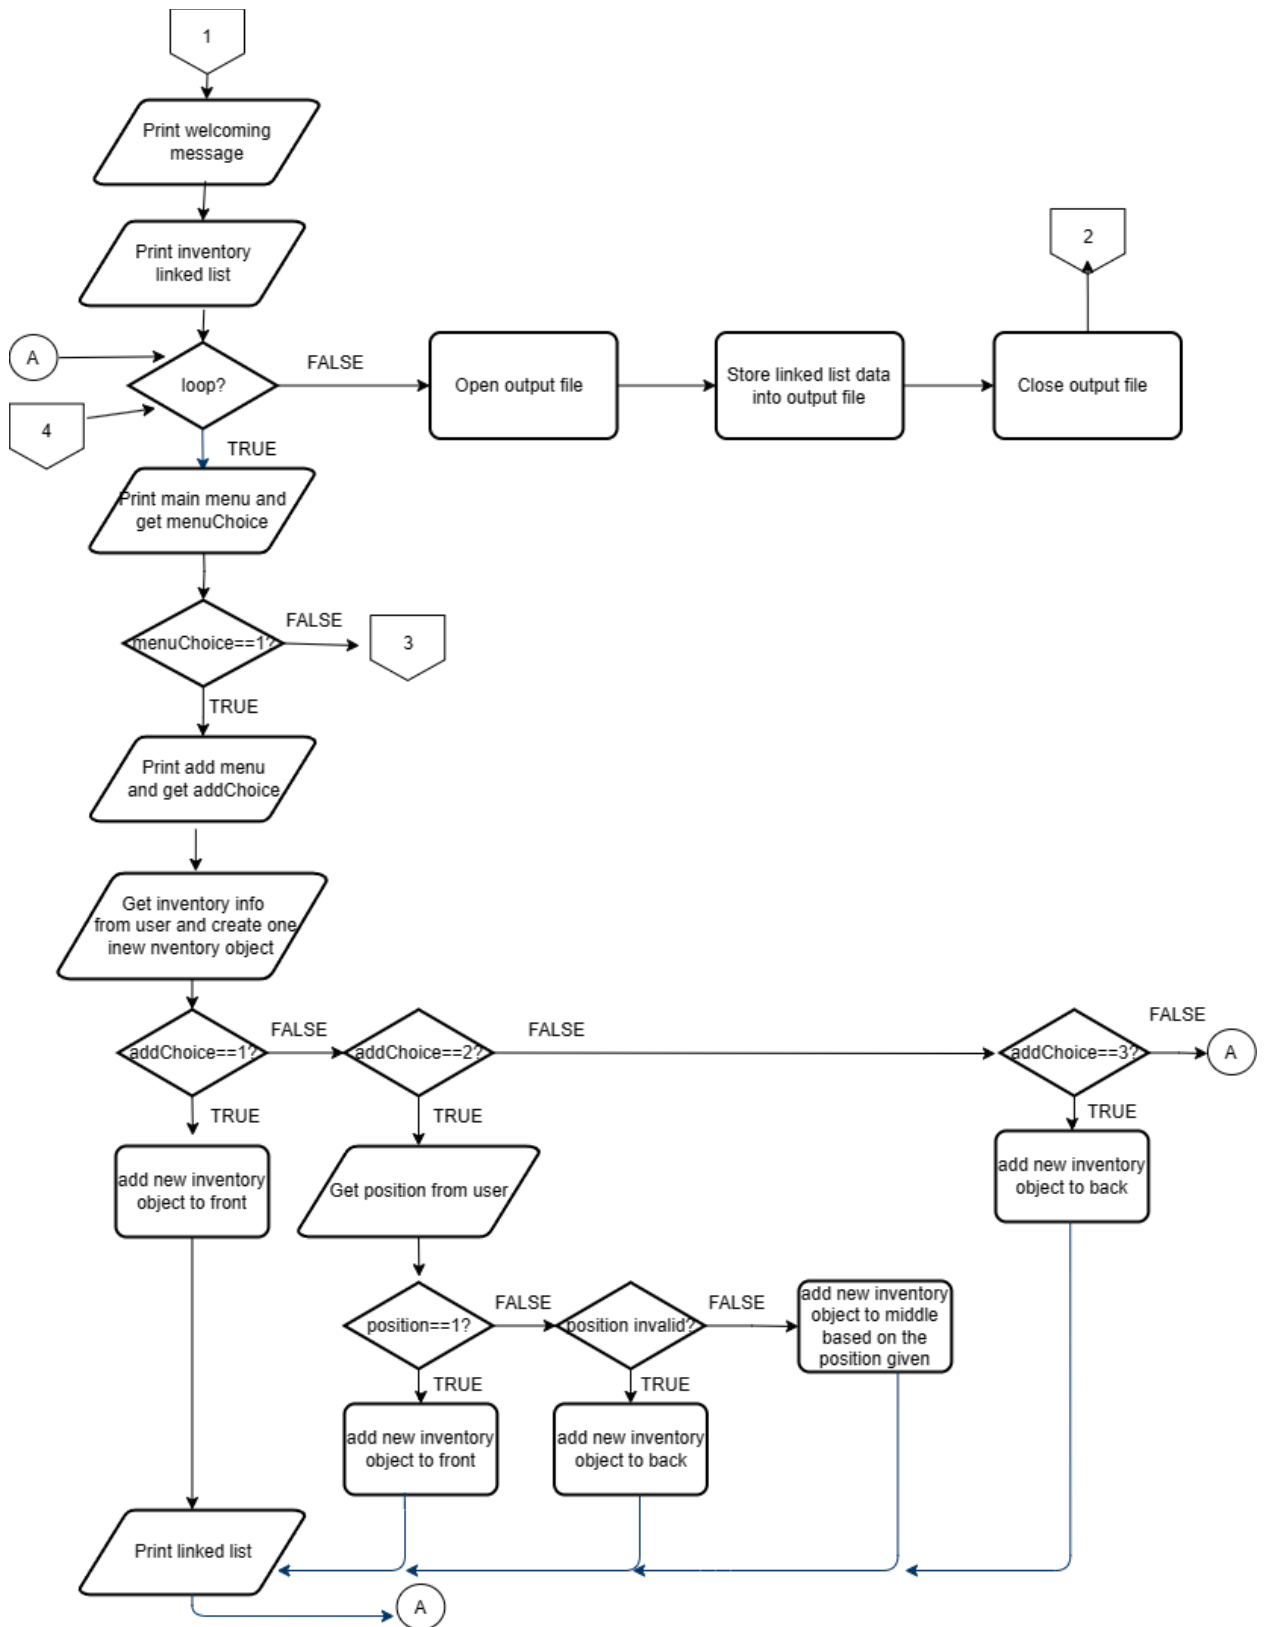 1
Print welcoming
message
Print inventory
linked list
2
A
loop?
FALSE
Open output file
Store linked list data
into output file
Close output file
4
TRUE
Print main menu and
get menuChoice
menuChoice==1?
FALSE
3
TRUE
Print add menu
and get addChoice
Get inventory info
from user and create one
inew nventory object
addChoice==1?
FALSE
addChoice==2?
FALSE
addChoice==3?
FALSE
A
TRUE
TRUE
TRUE
add new inventory
object to front
Get position from user
add new inventory
object to back
position==1?
FALSE
position invalid?
FALSE
add new inventory
object to middle
based on the
position given
TRUE
TRUE
add new inventory
object to front
add new inventory
object to back
Print linked list
A